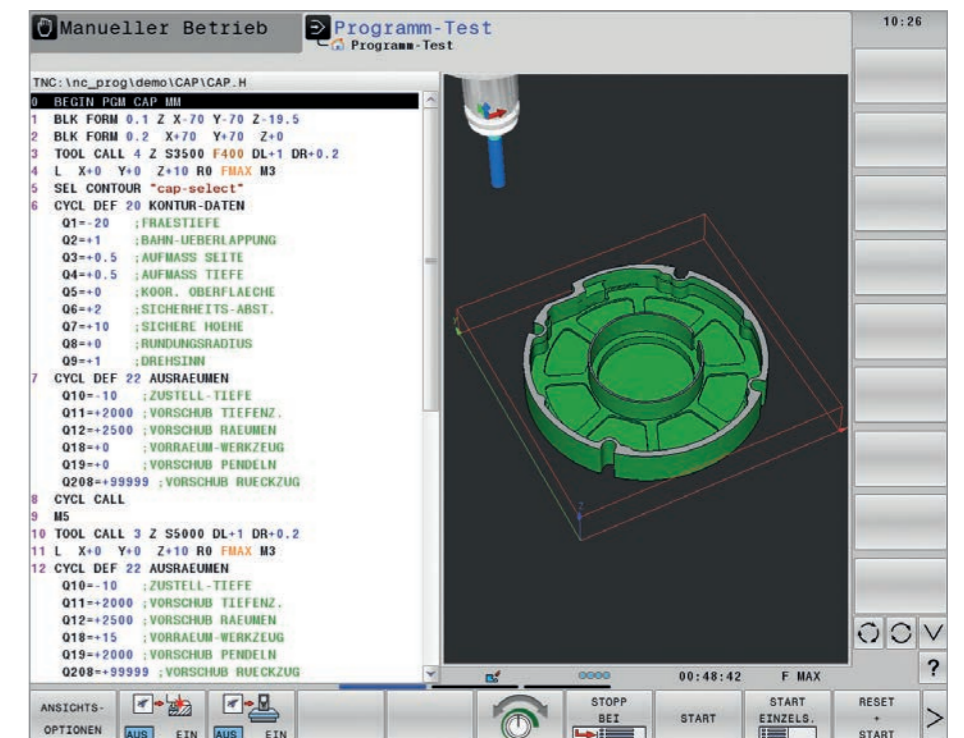 Manueller Betrieb
Programm-Test
Programm-Test
10:26
TNC:\nc_prog\demo\CAP\CAP.H
0 BEGIN PGM CAP MM
1 BLK FORM 0.1 Z X-70 Y-70 Z-19.5
2 BLK FORM 0.2 X+70 Y+70 Z+0
3 TOOL CALL 4 Z S3500 F400 DL+1 DR+0.2
4 L X+0 Y+0 Z+10 R0 FMAX M3
5 SEL CONTOUR "cap-select"
6 CYCL DEF 20 KONTUR-DATEN
Q1=-20 ;FRAESTIEFE
Q2=+1 ;BAHN-UEBERLAPPUNG
Q3=+0.5 ;AUFMASS SEITE
Q4=+0.5 ;AUFMASS TIEFE
Q5=+0 ;KOOR. OBERFLAECHE
Q6=+2 ;SICHERHEITS-ABST.
Q7=+10 ;SICHERE HOEHE
Q8=+0 ;RUNDUNGSRADIUS
Q9=+1 ;DREHSINN
7 CYCL DEF 22 AUSRAEUMEN
Q10=-10 ;ZUSTELL-TIEFE
Q11=+2000 ;VORSCHUB TIEFENZ.
Q12=+2500 ;VORSCHUB RAEUMEN
Q18=+0 ;VORRAEUM-WERKZEUG
Q19=+0 ;VORSCHUB PENDELN
Q208=+99999 ;VORSCHUB RUECKZUG
8 CYCL CALL
9 M5
10 TOOL CALL 3 Z S5000 DL+1 DR+0.2
11 L X+0 Y+0 Z+10 R0 FMAX M3
12 CYCL DEF 22 AUSRAEUMEN
Q10=-10 ;ZUSTELL-TIEFE
Q11=+2000 ;VORSCHUB TIEFENZ.
Q12=+2500 ;VORSCHUB RAEUMEN
Q18=+15 ;VORRAEUM-WERKZEUG
Q19=+2000 ;VORSCHUB PENDELN
Q208=+99999 ;VORSCHUB RUECKZUG
Z
00:48:42 F MAX
?
ANSICHTS-
OPTIONEN
AUS EIN
AUS EIN
STOPP
BEI
START
START
EINZELS.
RESET
+
START